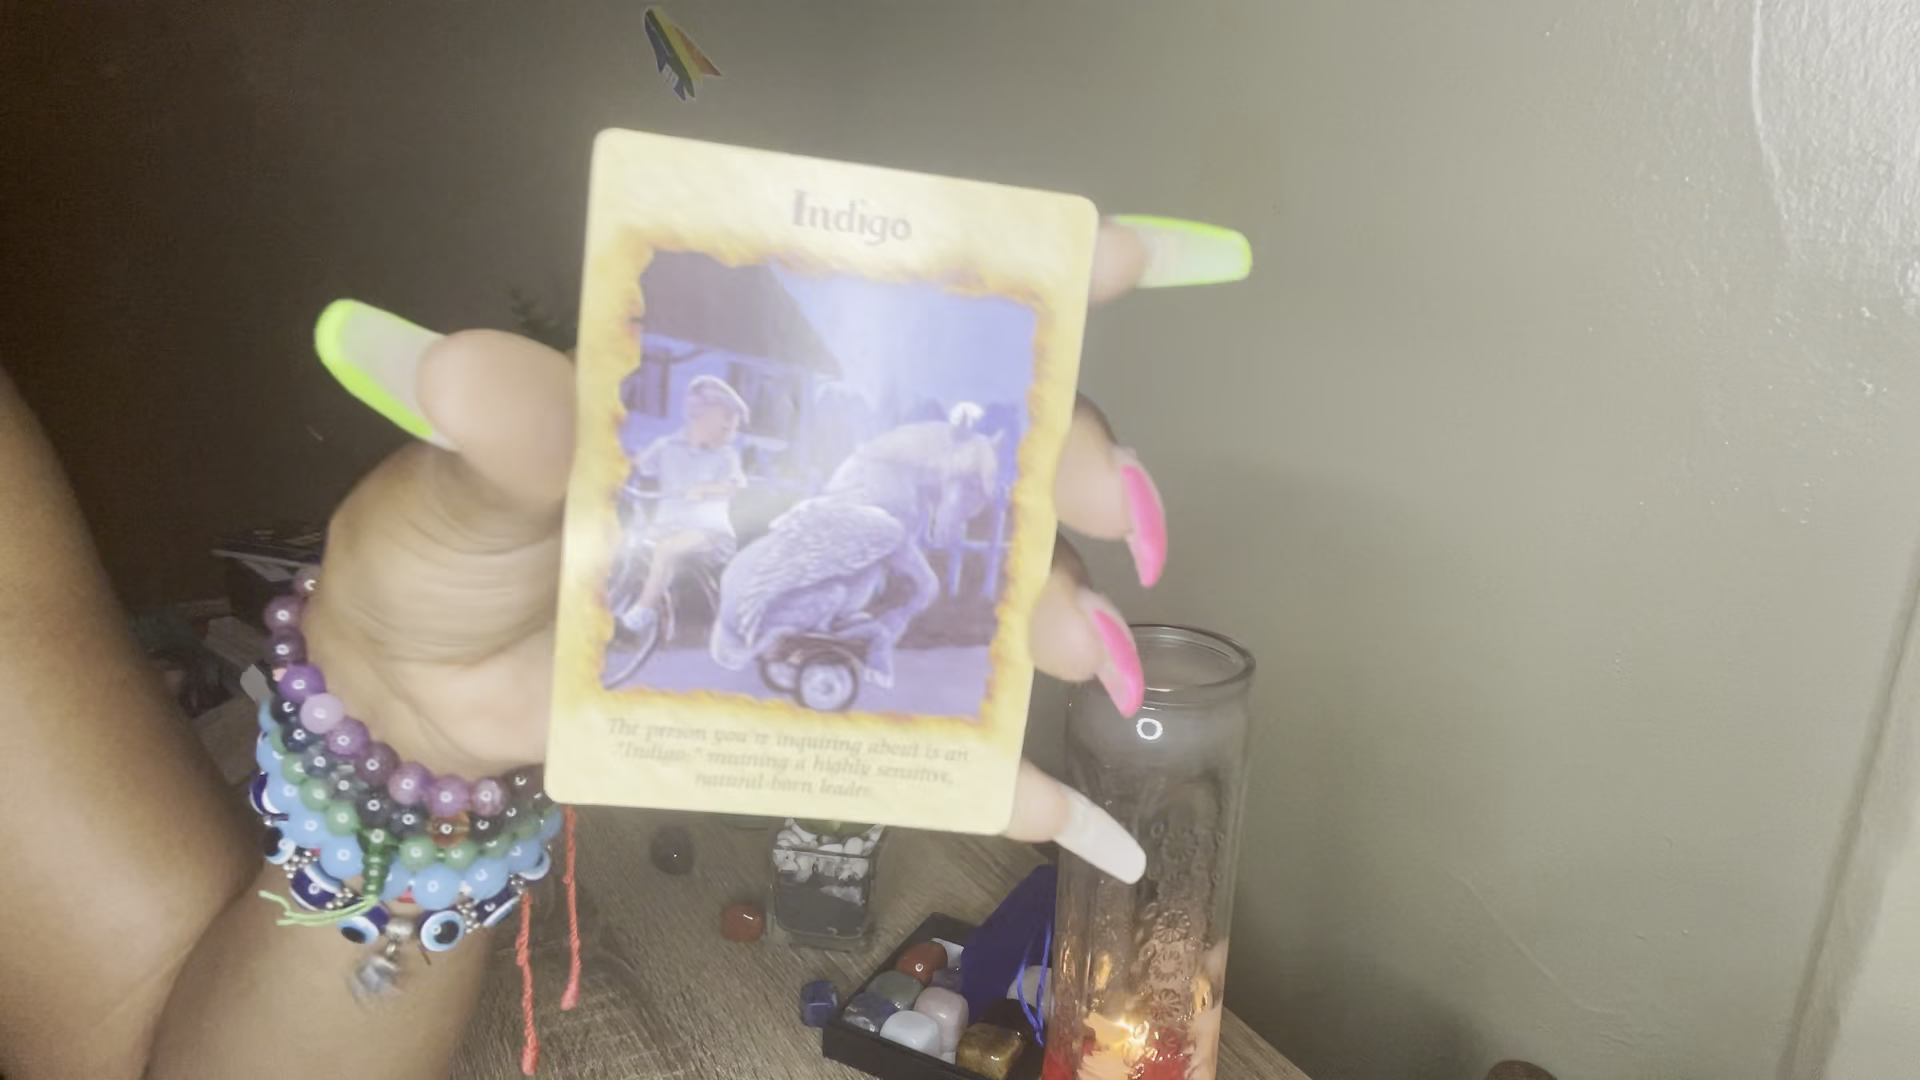 Indigo
The person you're inquiring about is an
"Indigo," meaning a highly sensitive,
natural-born leader.